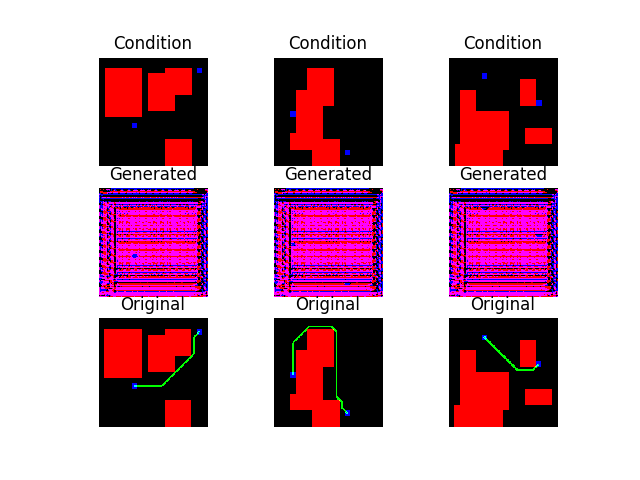 Condition Condition Condition
Generated Generated Generated
Original Original Original